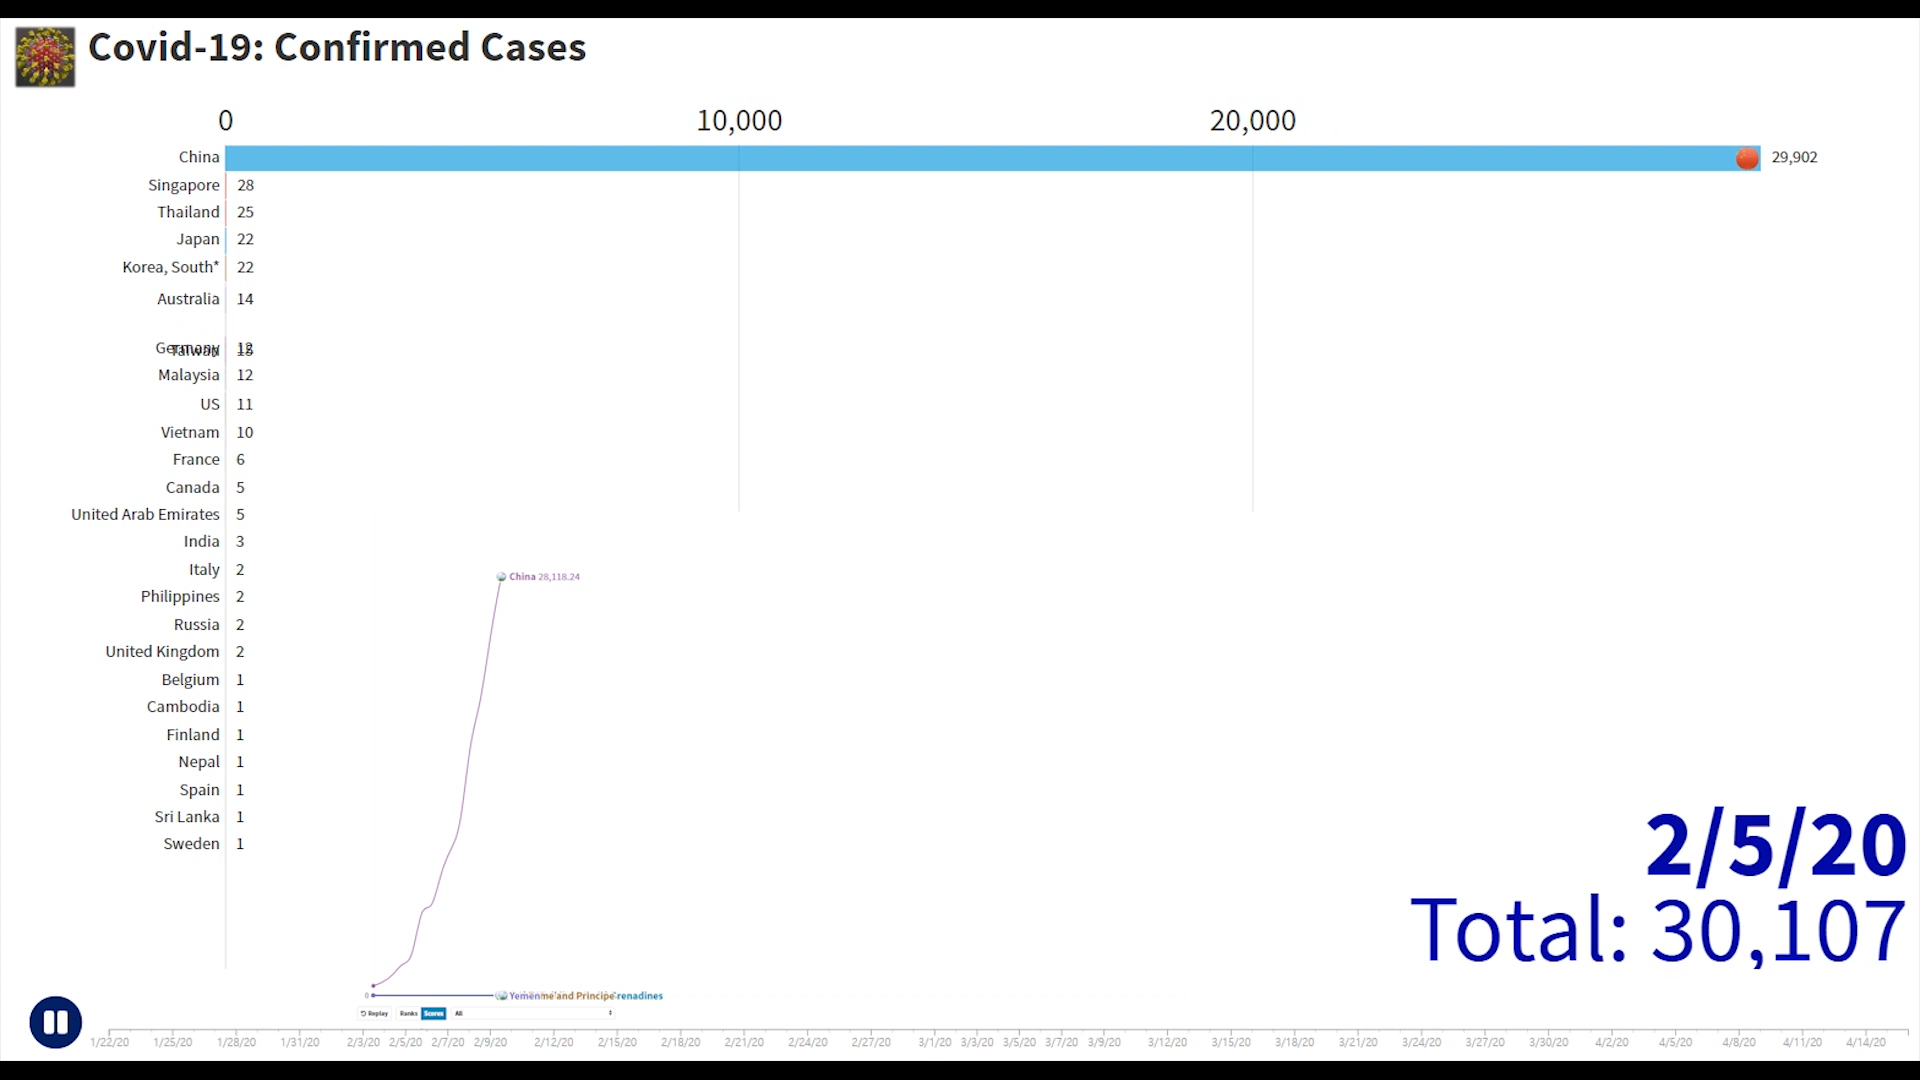 Covid-19: Confirmed Cases
0 10,000 20,000
China 29,902
Singapore 28
Thailand 25
Japan 22
Korea, South* 22
Australia 14
Germany 12
Taiwan
Malaysia 12
US 11
Vietnam 10
France 6
Canada 5
United Arab Emirates 5
India 3
Italy 2
China 28,118.24
Philippines 2
Russia 2
United Kingdom 2
Belgium 1
Cambodia 1
Finland 1
Nepal 1
Spain 1
Sri Lanka 1
Sweden 1
2/5/20
Total: 30,107
0
Replay Ranks Scores All
1/22/20 1/25/20 1/28/20 1/31/20 2/3/20 2/5/20 2/7/20 2/9/20 2/12/20 2/15/20 2/18/20 2/21/20 2/24/20 2/27/20 3/1/20 3/3/20 3/5/20 3/7/20 3/9/20 3/12/20 3/15/20 3/18/20 3/21/20 3/24/20 3/27/20 3/30/20 4/2/20 4/5/20 4/8/20 4/11/20 4/14/20